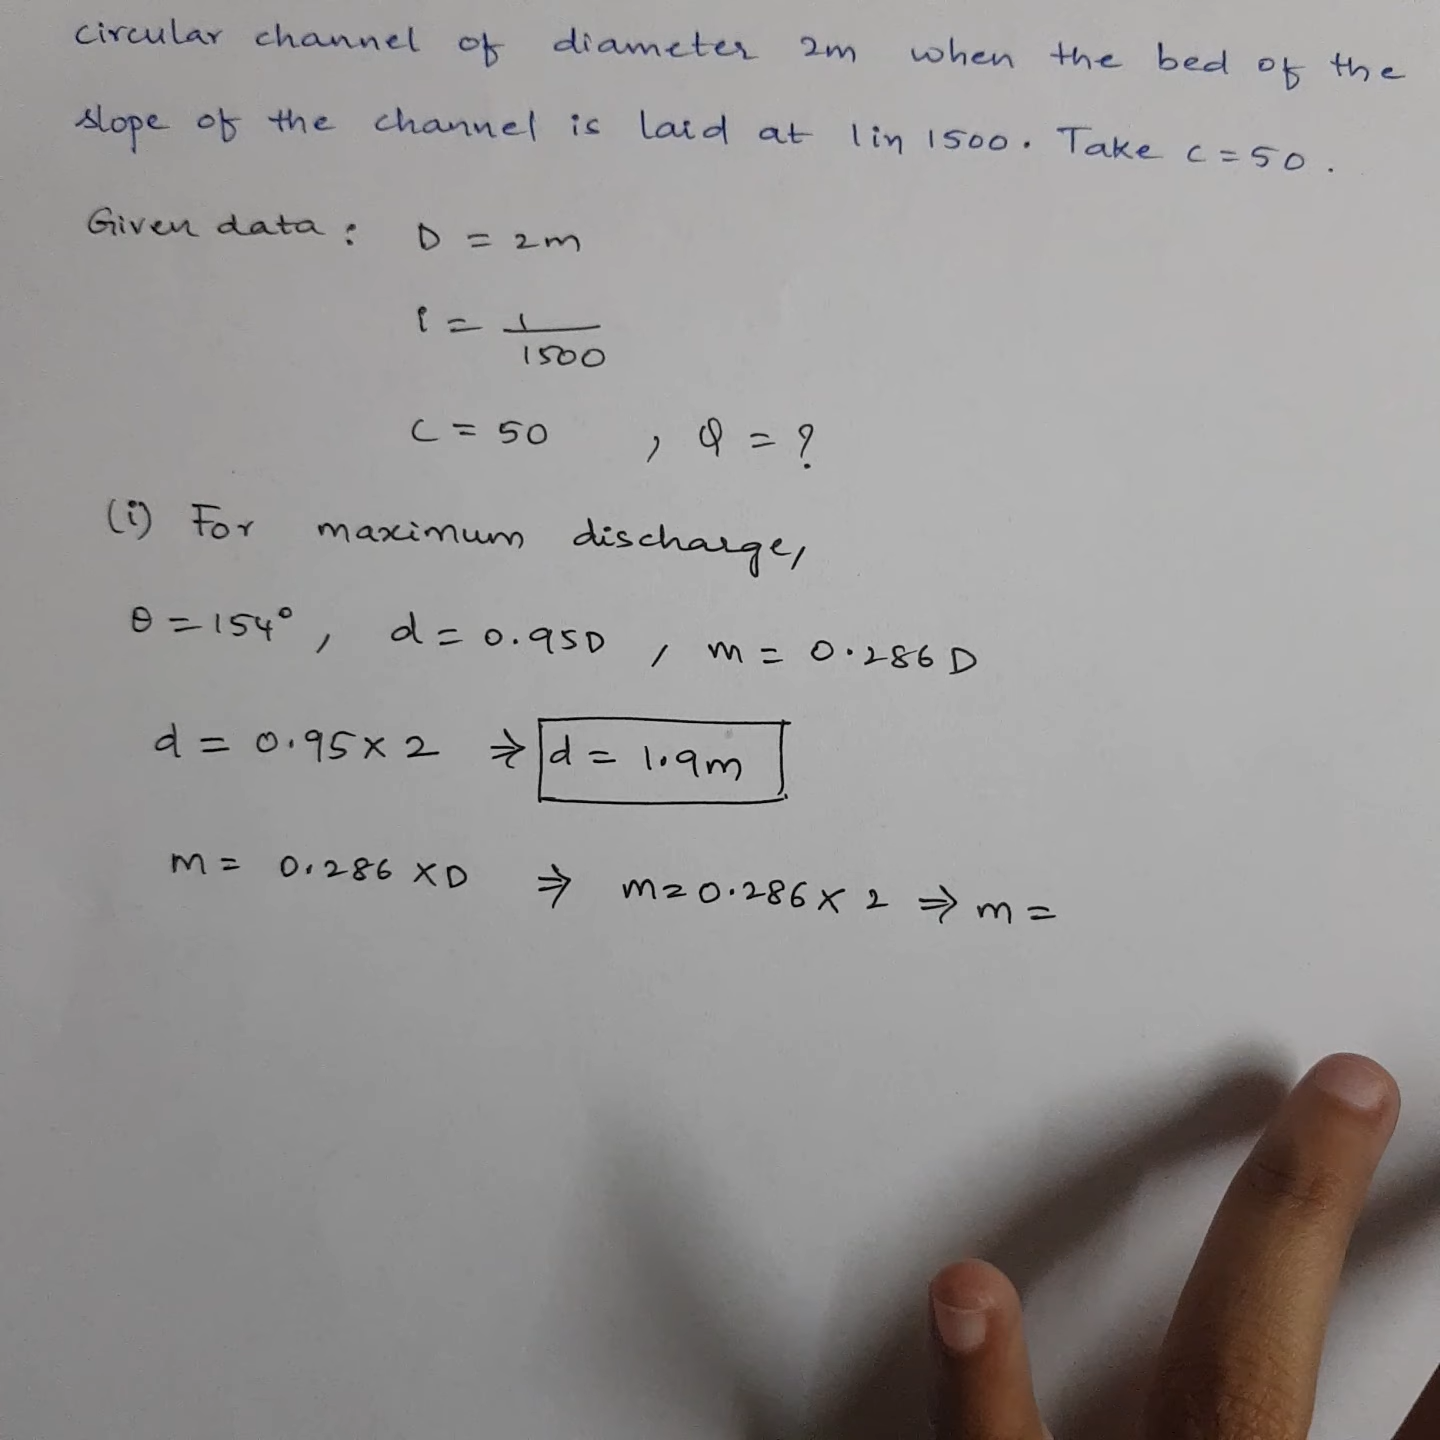 circular channel of diameter 2m when the bed of the
slope of the channel is laid at 1 in 1500. Take c=50.
Given data: D = 2m
i = 1/1500
C = 50 , Q = ?
(i) For maximum discharge,
θ = 154°, d = 0.95D, m = 0.286 D
d = 0.95 × 2 ⇒ d = 1.9m
m = 0.286 × D ⇒ m = 0.286 × 2 ⇒ m =